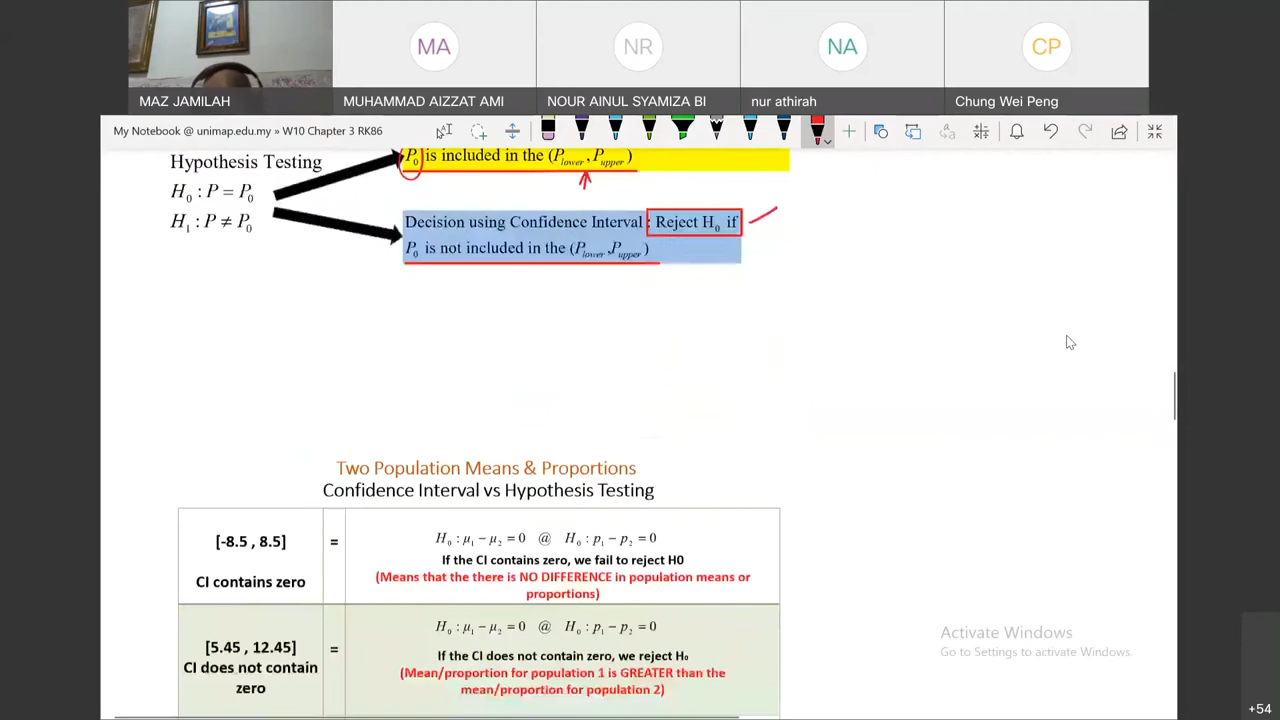 MA
NR
NA
CP
MAZ JAMILAH
MUHAMMAD AIZZAT AMI
NOUR AINUL SYAMIZA BI
nur athirah
Chung Wei Peng
My Notebook @ unimap.edu.my » W10 Chapter 3 RK86
Hypothesis Testing
H₀ : P = P₀
H₁ : P ≠ P₀
P₀ is included in the (P_lower, P_upper)
Decision using Confidence Interval : Reject H₀ if
P₀ is not included in the (P_lower, P_upper)
Two Population Means & Proportions
Confidence Interval vs Hypothesis Testing
[-8.5 , 8.5]
CI contains zero
=
H₀ : μ₁ − μ₂ = 0 @ H₀ : p₁ − p₂ = 0
If the CI contains zero, we fail to reject H0
(Means that the there is NO DIFFERENCE in population means or
proportions)
[5.45 , 12.45]
CI does not contain
zero
=
H₀ : μ₁ − μ₂ = 0 @ H₀ : p₁ − p₂ = 0
If the CI does not contain zero, we reject H₀
(Mean/proportion for population 1 is GREATER than the
mean/proportion for population 2)
Activate Windows
Go to Settings to activate Windows.
+54